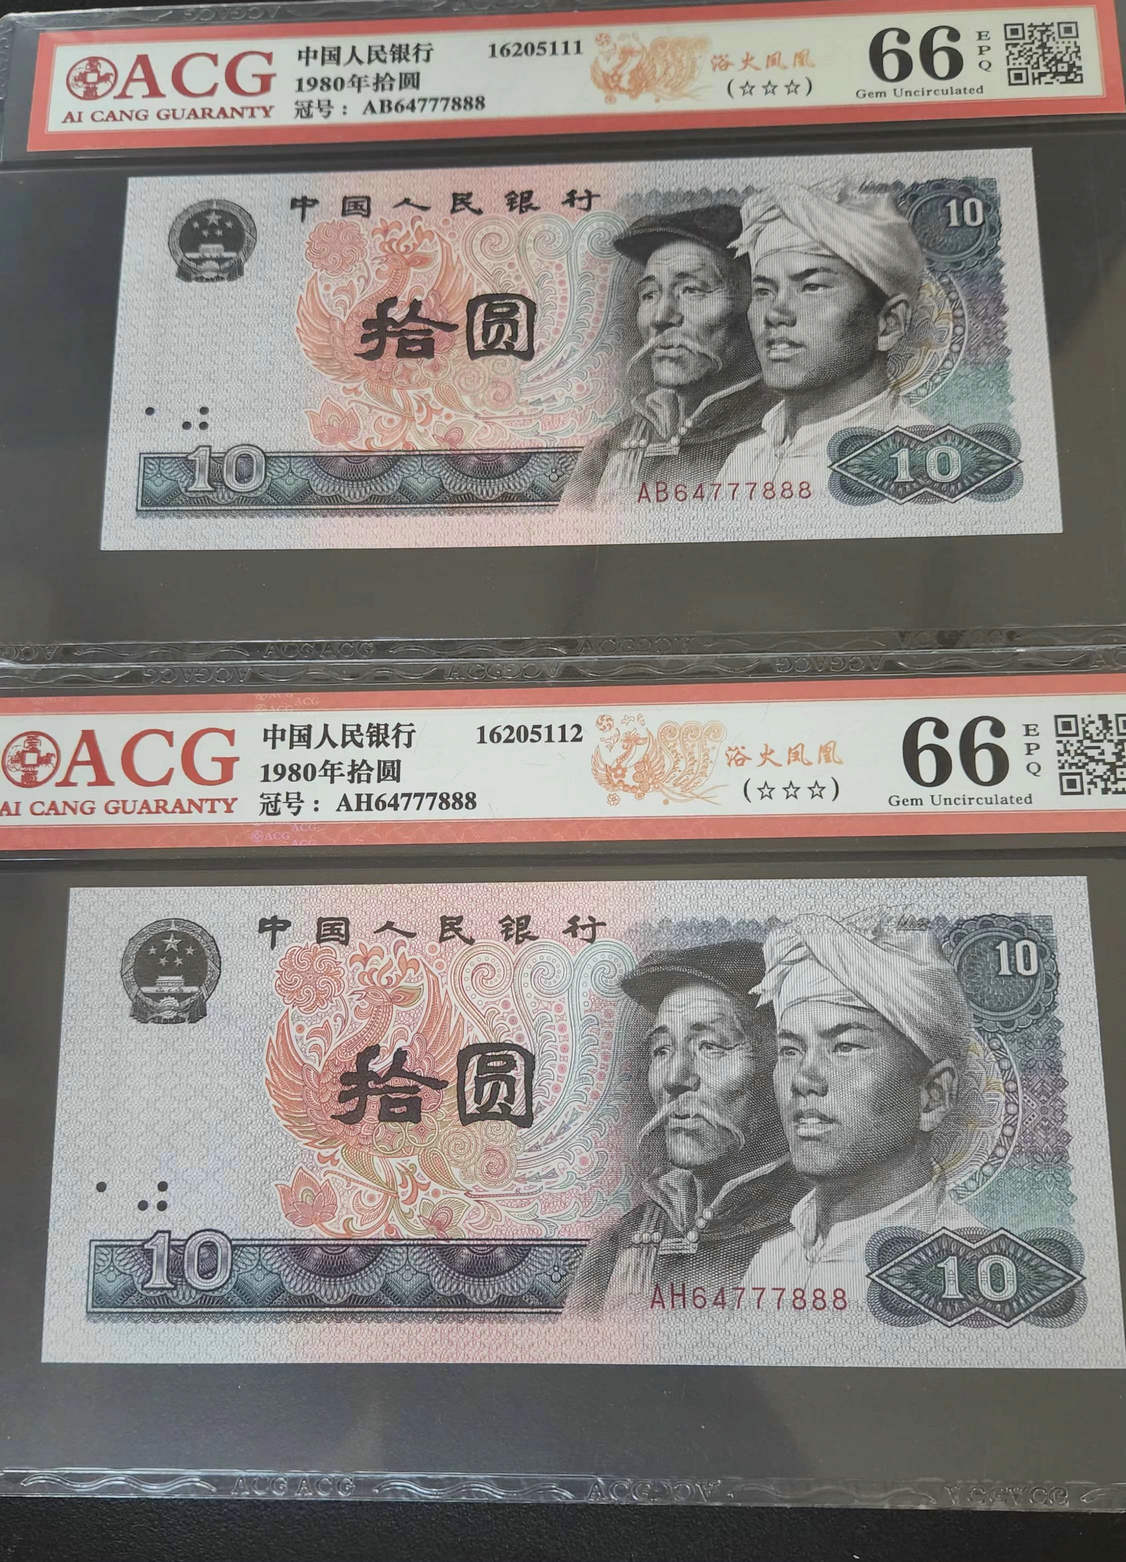 ACG
AI CANG GUARANTY
中国人民银行
1980年拾圆
冠号： AB64777888
16205111
浴火凤凰
(☆☆☆)
66
EPQ
Gem Uncirculated
中国人民银行
10
拾圆
10
AB64777888
10
ACGACG
ACGACG
ACG
AI CANG GUARANTY
中国人民银行
1980年拾圆
冠号： AH64777888
16205112
浴火凤凰
(☆☆☆)
66
EPQ
Gem Uncirculated
中国人民银行
10
拾圆
10
AH64777888
10
ACG ACG